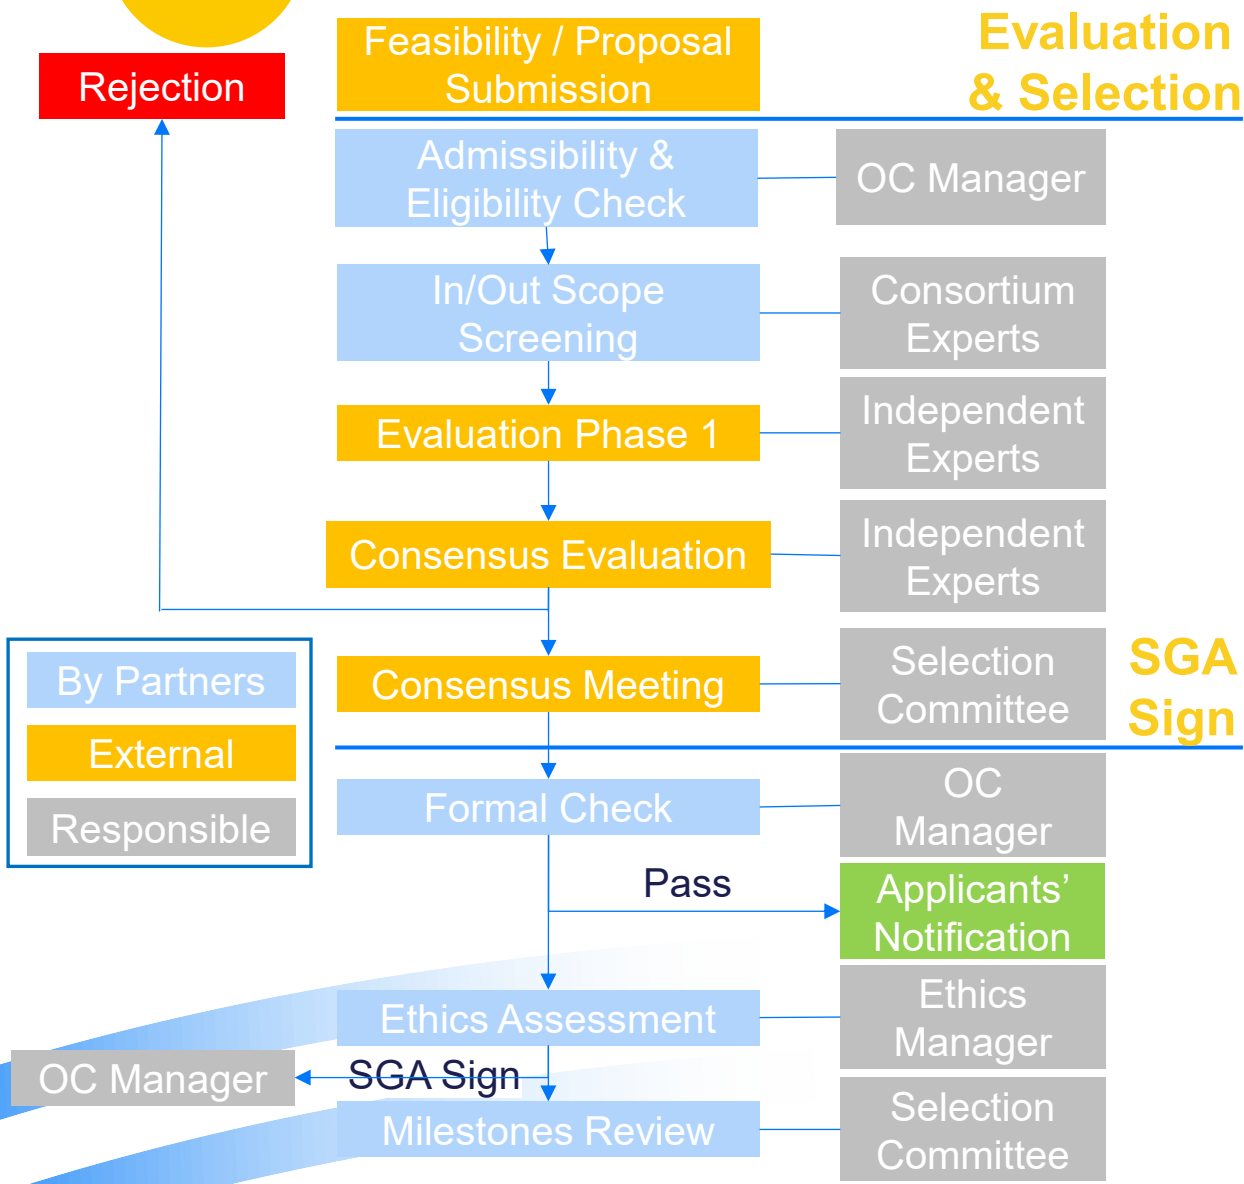 Evaluation
& Selection
Feasibility / Proposal
Submission
Rejection
Admissibility &
Eligibility Check
OC Manager
In/Out Scope
Screening
Consortium
Experts
Evaluation Phase 1
Independent
Experts
Consensus Evaluation
Independent
Experts
By Partners
External
Responsible
Consensus Meeting
Selection
Committee
SGA
Sign
Formal Check
OC
Manager
Pass
Applicants’
Notification
Ethics Assessment
Ethics
Manager
OC Manager
SGA Sign
Milestones Review
Selection
Committee